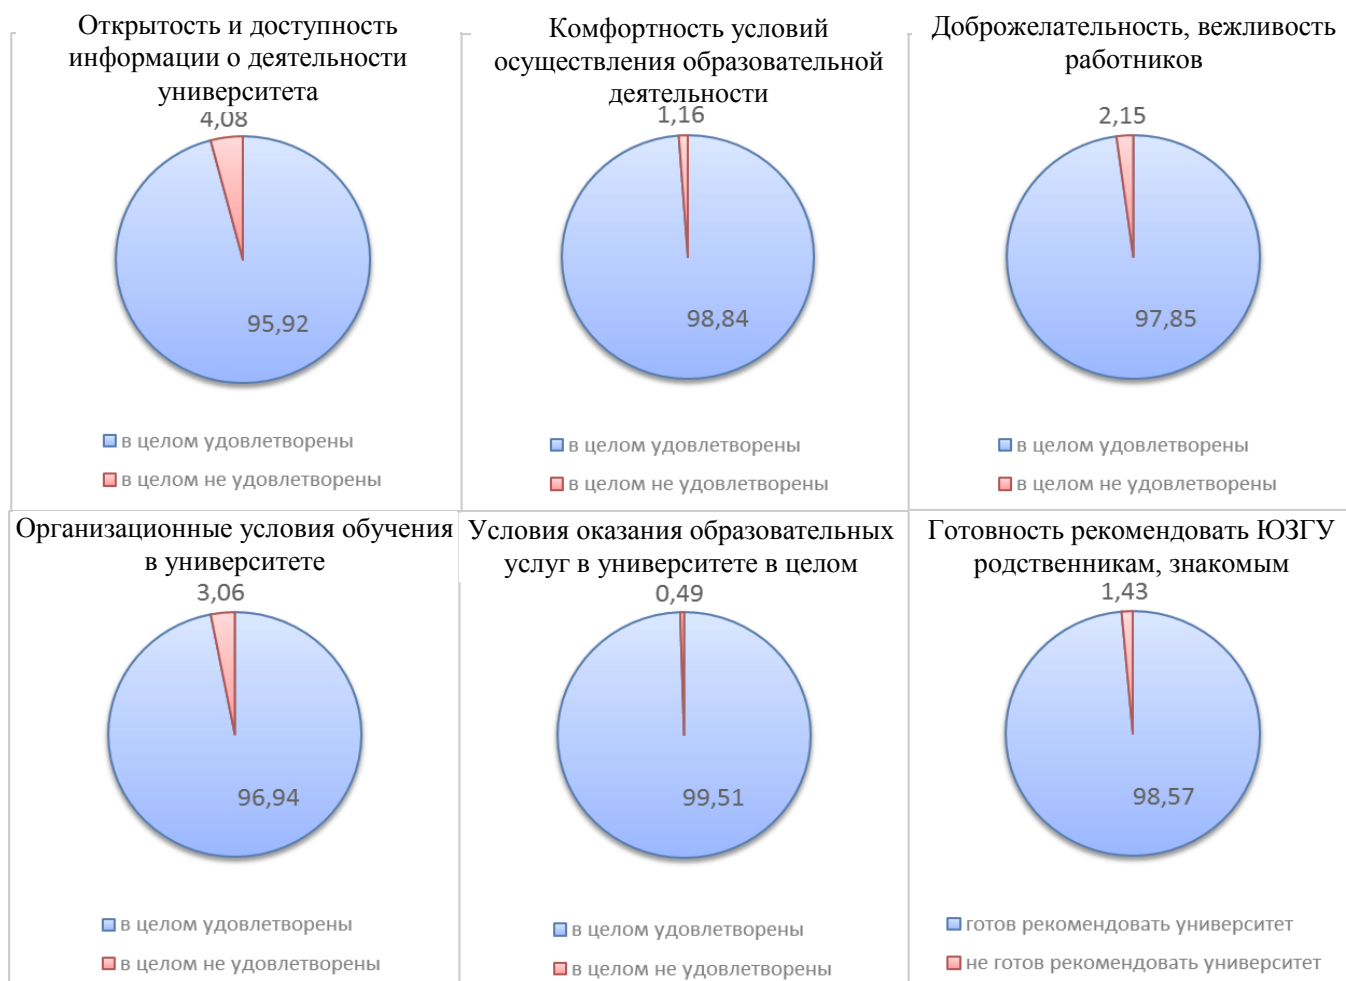 Открытость и доступность
информации о деятельности
университета
4,08
95,92
в целом удовлетворены
в целом не удовлетворены
Комфортность условий
осуществления образовательной
деятельности
1,16
98,84
в целом удовлетворены
в целом не удовлетворены
Доброжелательность, вежливость
работников
2,15
97,85
в целом удовлетворены
в целом не удовлетворены
Организационные условия обучения
в университете
3,06
96,94
в целом удовлетворены
в целом не удовлетворены
Условия оказания образовательных
услуг в университете в целом
0,49
99,51
в целом удовлетворены
в целом не удовлетворены
Готовность рекомендовать ЮЗГУ
родственникам, знакомым
1,43
98,57
готов рекомендовать университет
не готов рекомендовать университет